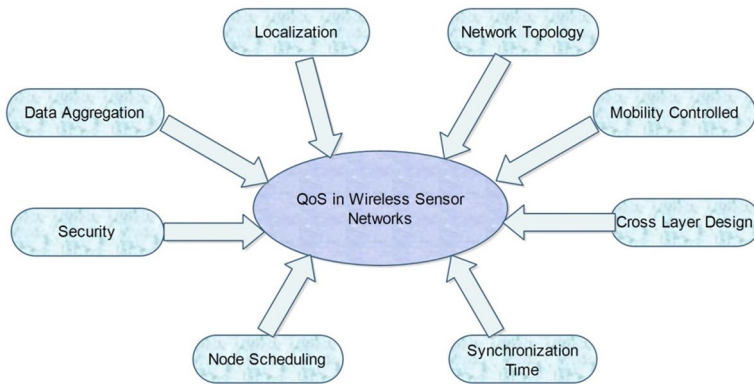 Localization
Network Topology
Data Aggregation
Mobility Controlled
QoS in Wireless Sensor
Networks
Security
Cross Layer Design
Node Scheduling
Synchronization
Time